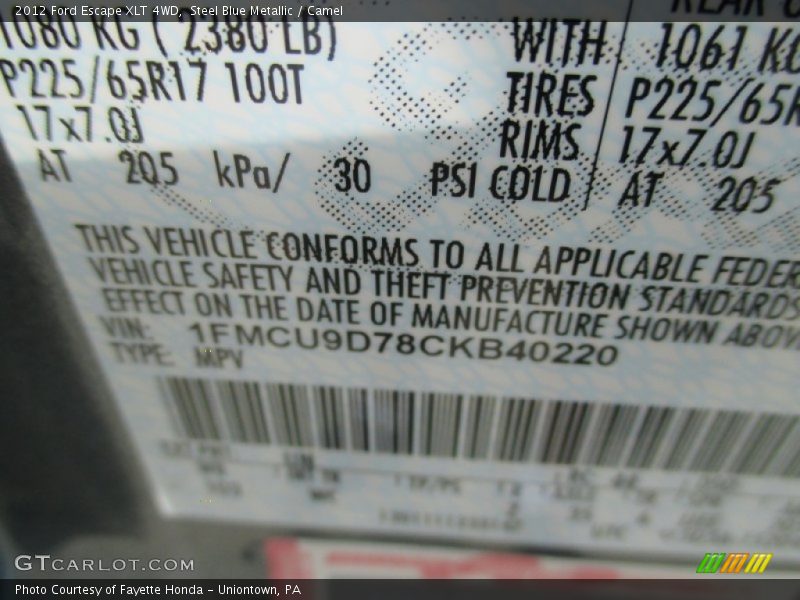 2012 Ford Escape XLT 4WD, Steel Blue Metallic / Camel
1080 KG ( 2380 LB) WITH 1061 KG
P225/65R17 100T TIRES P225/65R
17x7.0J RIMS 17x7.0J
AT 205 kPa/ 30 PSI COLD AT 205
THIS VEHICLE CONFORMS TO ALL APPLICABLE FEDER
VEHICLE SAFETY AND THEFT PREVENTION STANDARDS
EFFECT ON THE DATE OF MANUFACTURE SHOWN ABOV
VIN: 1FMCU9D78CKB40220
TYPE: MPV
GTCARLOT.COM
Photo Courtesy of Fayette Honda - Uniontown, PA